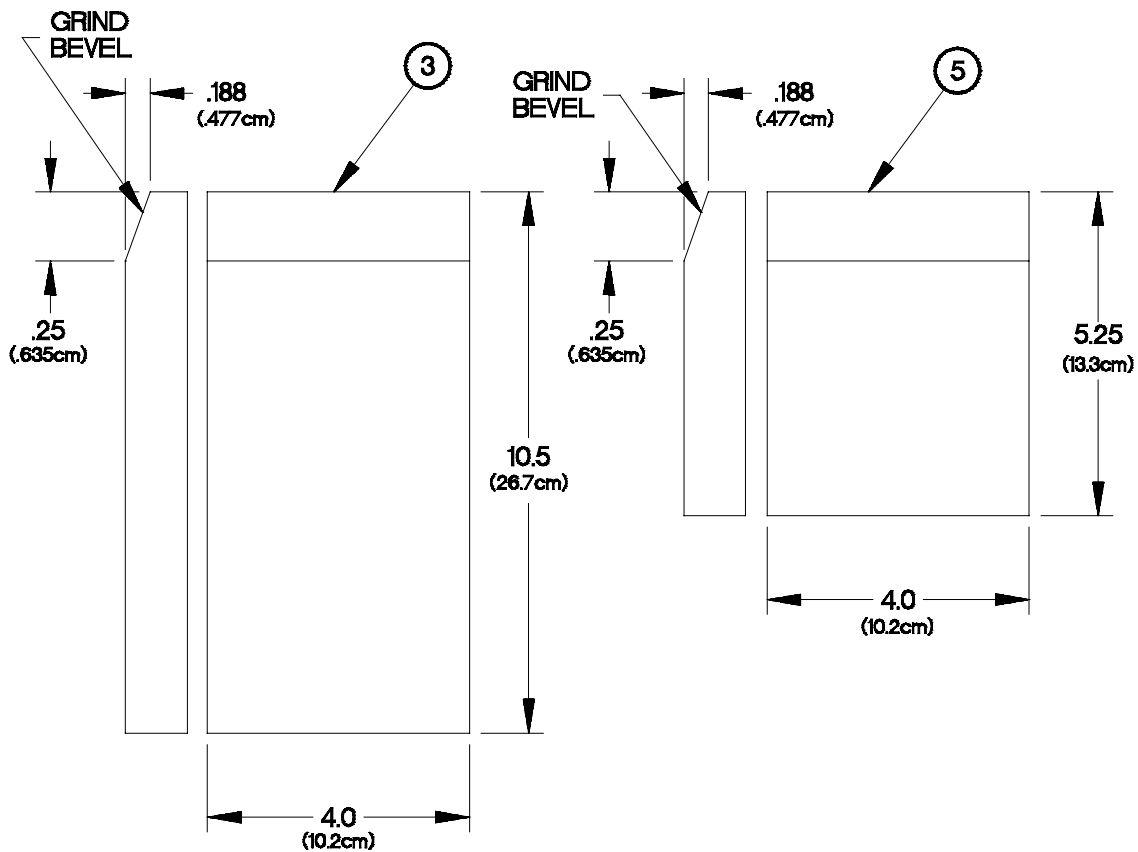 GRIND
BEVEL
3
.188
(.477cm)
.25
(.635cm)
10.5
(26.7cm)
4.0
(10.2cm)
GRIND
BEVEL
5
.188
(.477cm)
.25
(.635cm)
5.25
(13.3cm)
4.0
(10.2cm)